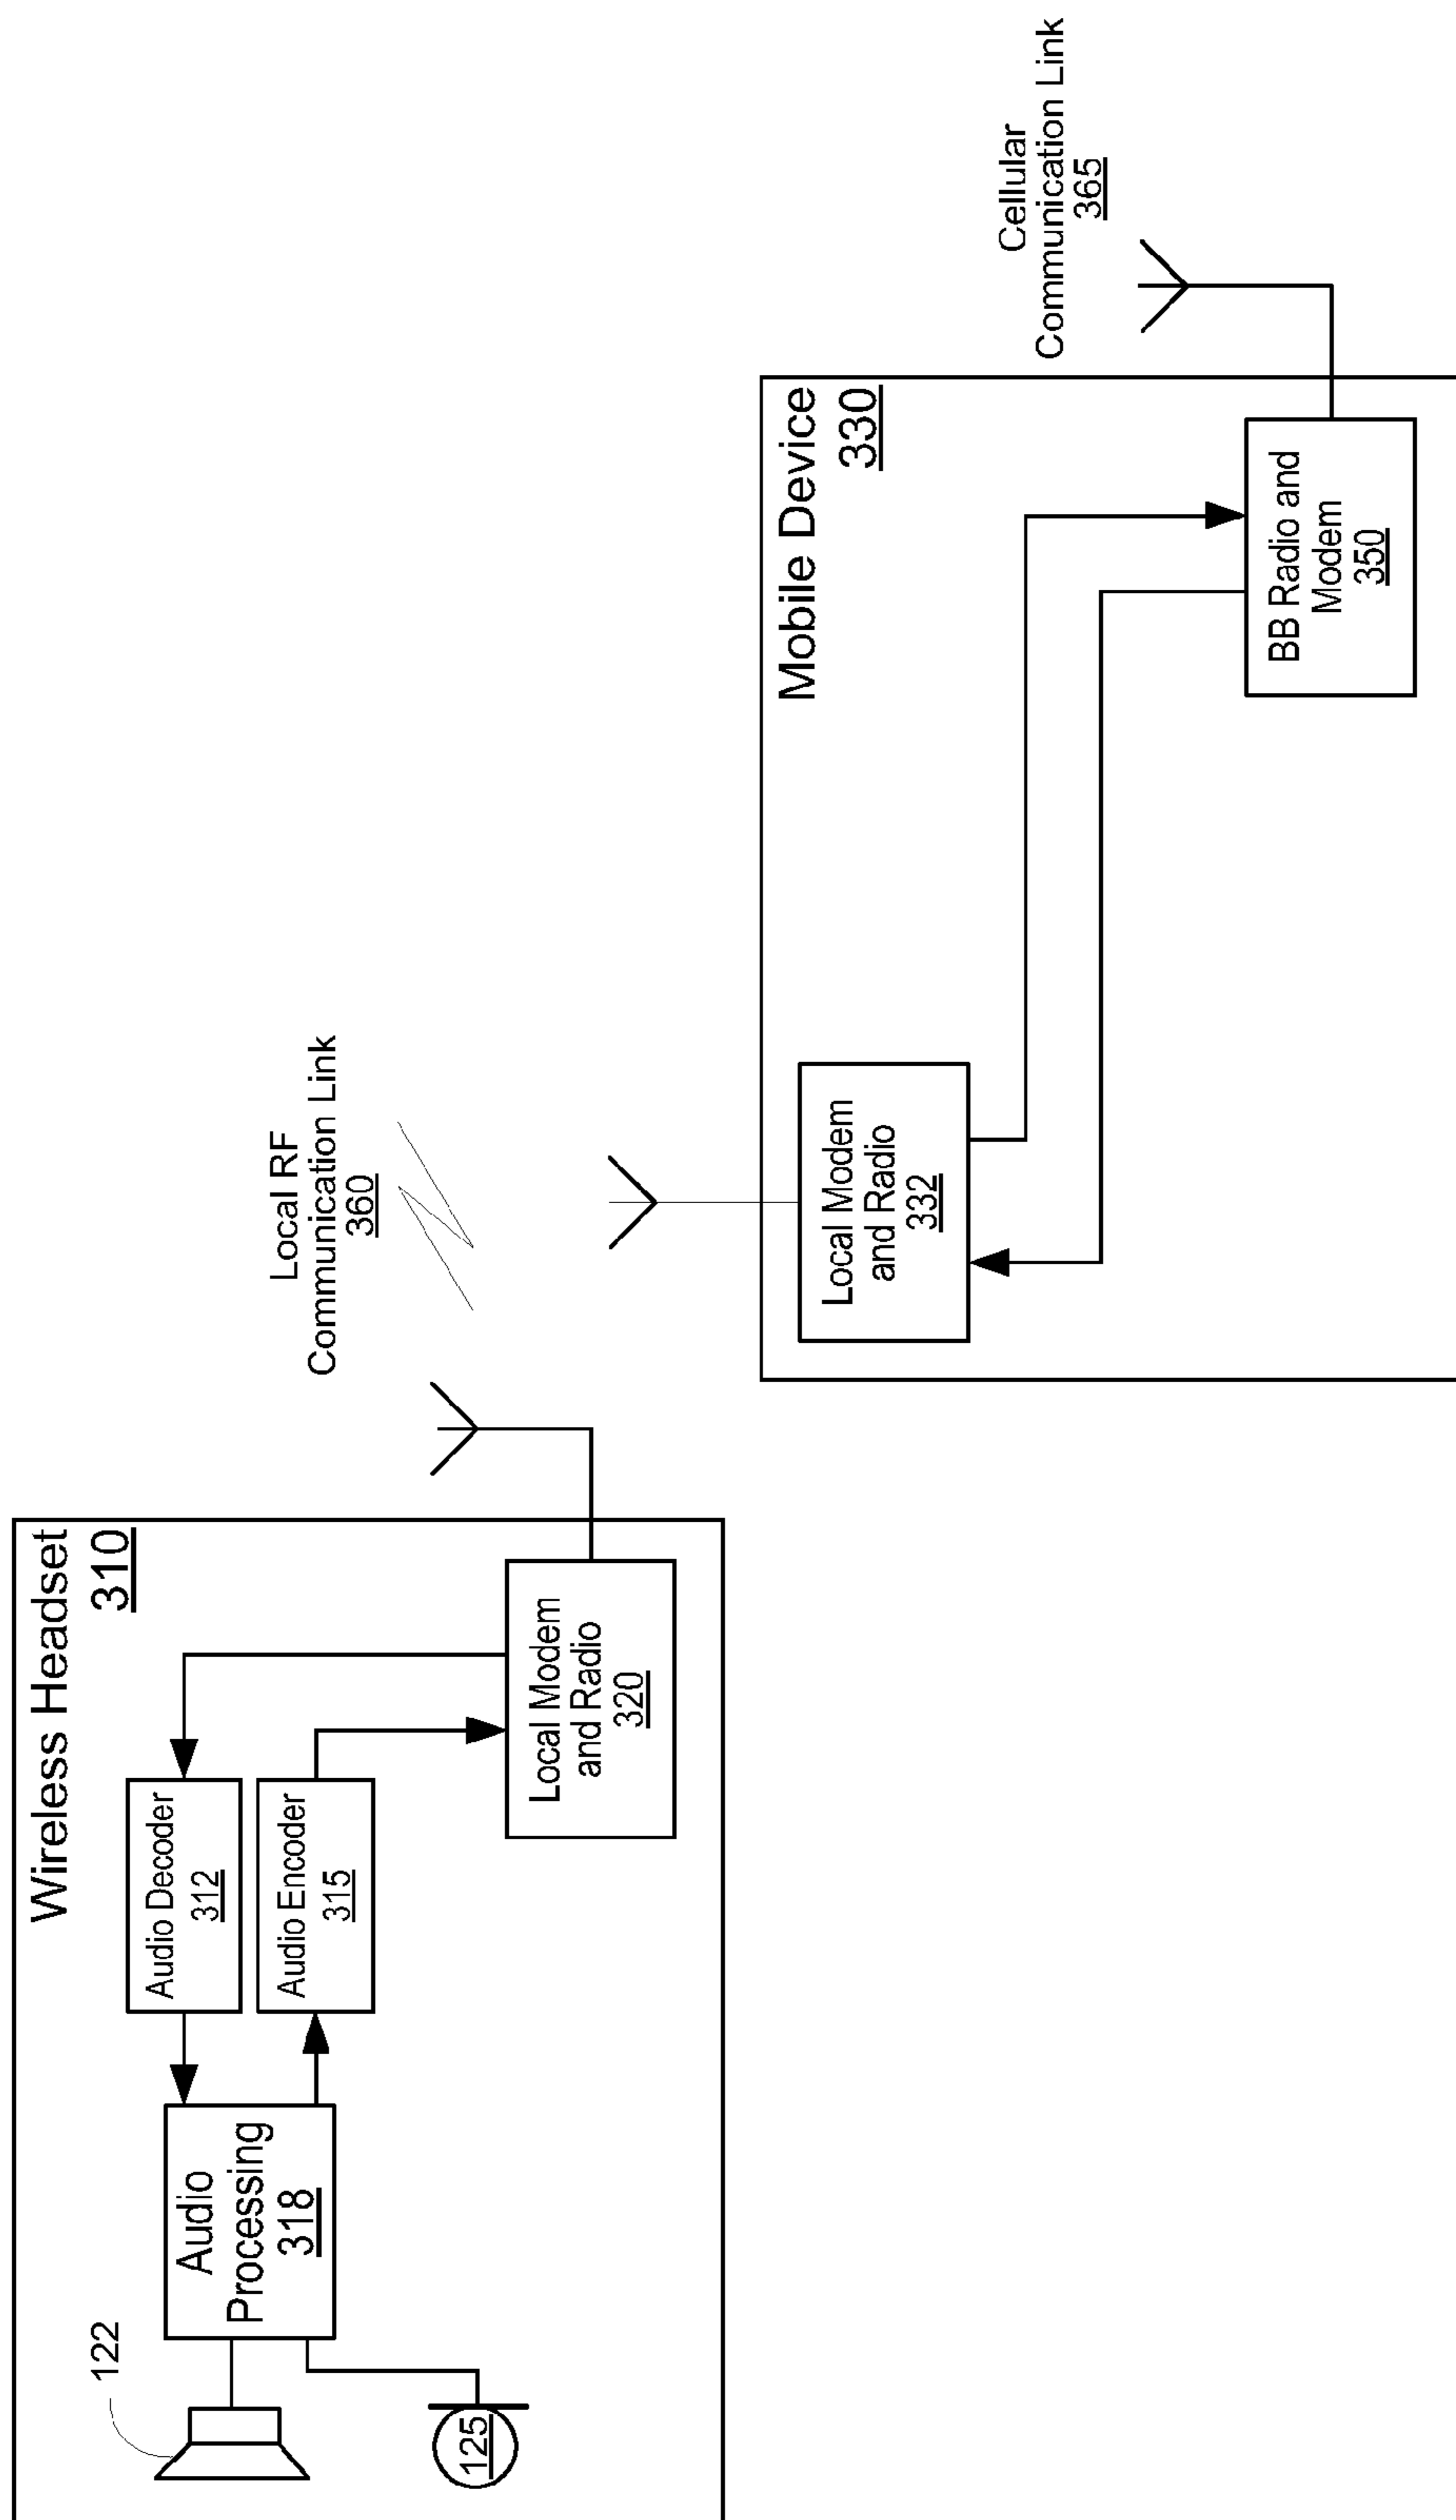 Wireless Headset
310
122
Audio
Processing
318
125
Audio Decoder
312
Audio Encoder
315
Local Modem
and Radio
320
Local RF
Communication Link
360
Mobile Device
330
Local Modem
and Radio
332
BB Radio and
Modem
350
Cellular
Communication Link
365